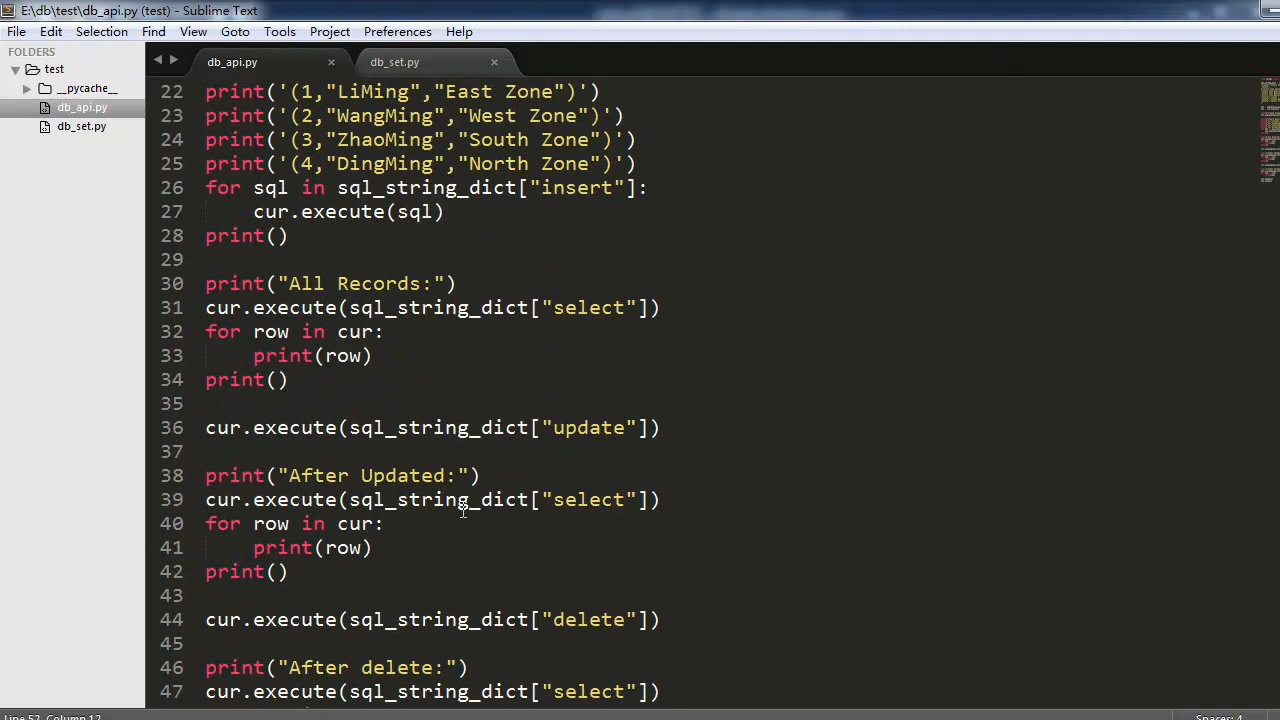 E:\db\test\db_api.py (test) - Sublime Text
File Edit Selection Find View Goto Tools Project Preferences Help
FOLDERS
test
__pycache__
db_api.py
db_set.py
db_api.py db_set.py
22 print('(1,"LiMing","East Zone")')
23 print('(2,"WangMing","West Zone")')
24 print('(3,"ZhaoMing","South Zone")')
25 print('(4,"DingMing","North Zone")')
26 for sql in sql_string_dict["insert"]:
27     cur.execute(sql)
28 print()
29
30 print("All Records:")
31 cur.execute(sql_string_dict["select"])
32 for row in cur:
33     print(row)
34 print()
35
36 cur.execute(sql_string_dict["update"])
37
38 print("After Updated:")
39 cur.execute(sql_string_dict["select"])
40 for row in cur:
41     print(row)
42 print()
43
44 cur.execute(sql_string_dict["delete"])
45
46 print("After delete:")
47 cur.execute(sql_string_dict["select"])
Line 52, Column 12 Spaces: 4